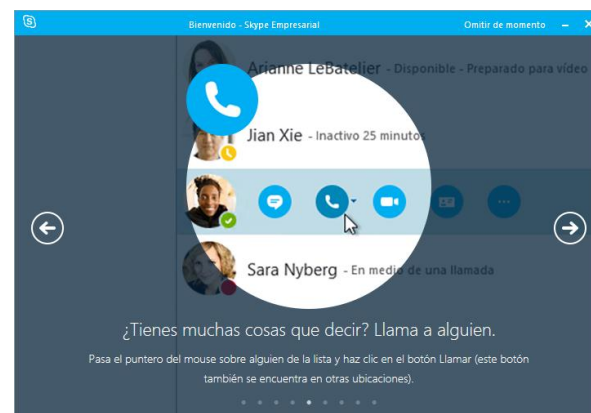 Bienvenido - Skype Empresarial
Omitir de momento
Arianne LeBatelier - Disponible - Preparado para vídeo
Jian Xie - Inactivo 25 minutos
Sara Nyberg - En medio de una llamada
¿Tienes muchas cosas que decir? Llama a alguien.
Pasa el puntero del mouse sobre alguien de la lista y haz clic en el botón Llamar (este botón
también se encuentra en otras ubicaciones).